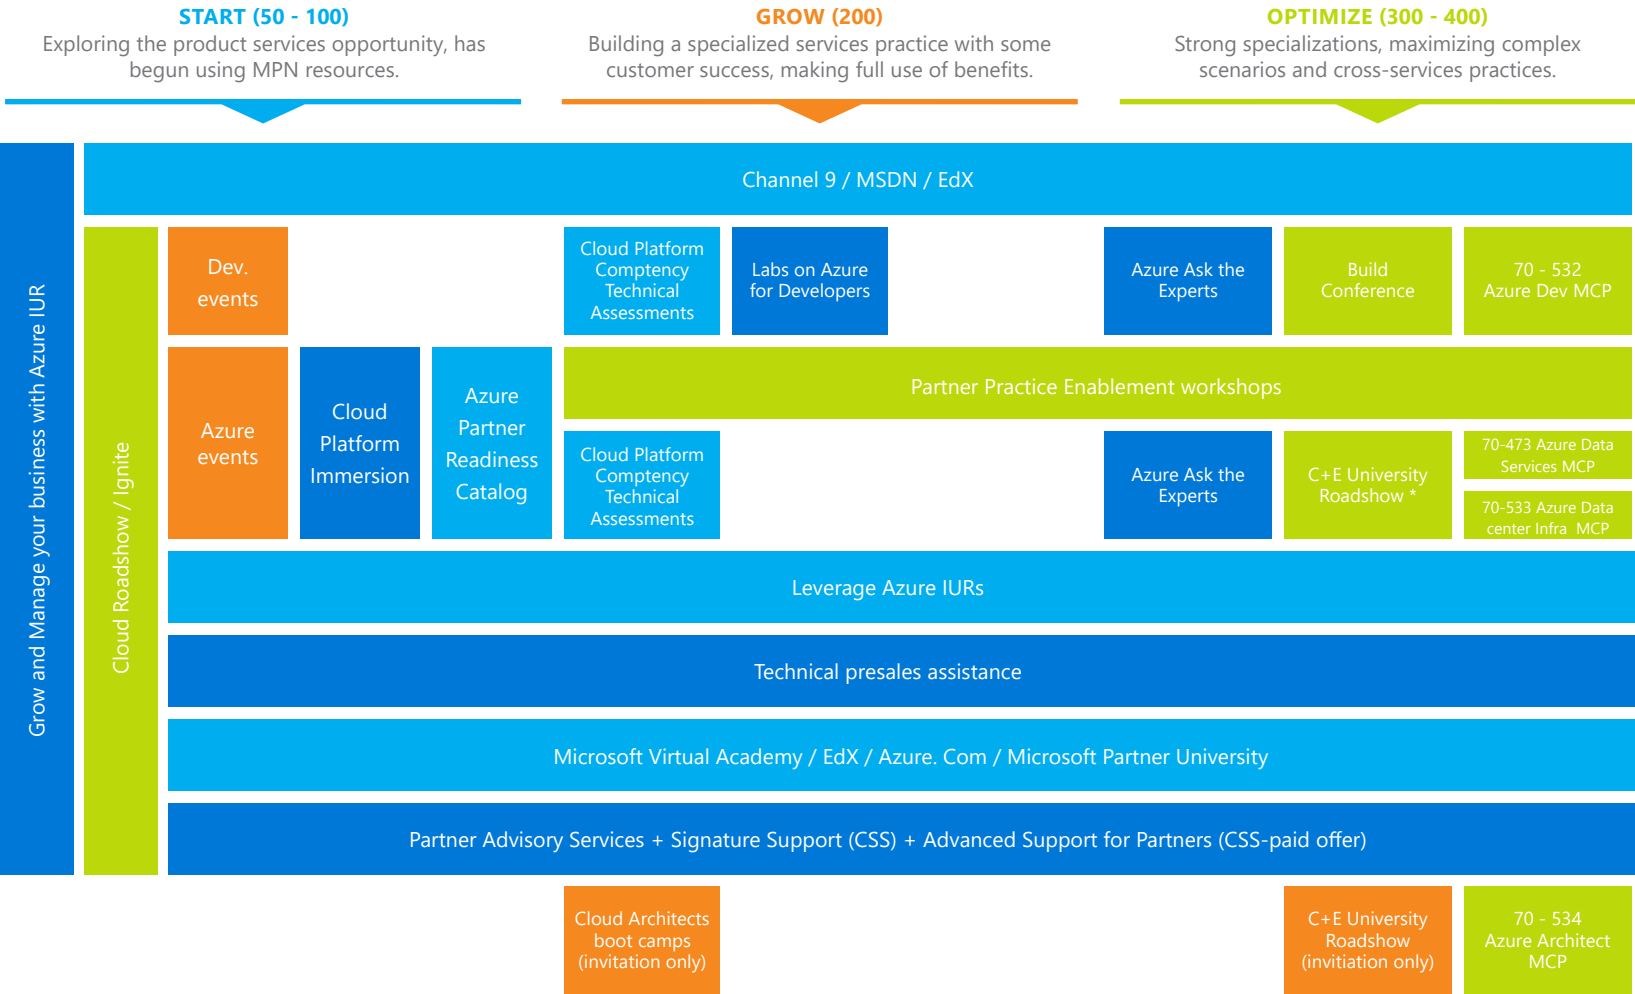 START (50 - 100)
Exploring the product services opportunity, has
begun using MPN resources.
GROW (200)
Building a specialized services practice with some
customer success, making full use of benefits.
OPTIMIZE (300 - 400)
Strong specializations, maximizing complex
scenarios and cross-services practices.
Grow and Manage your business with Azure IUR
Channel 9 / MSDN / EdX
Cloud Roadshow / Ignite
Dev.
events
Cloud Platform
Comptency
Technical
Assessments
Labs on Azure
for Developers
Azure Ask the
Experts
Build
Conference
70 - 532
Azure Dev MCP
Azure
events
Cloud
Platform
Immersion
Azure
Partner
Readiness
Catalog
Partner Practice Enablement workshops
Cloud Platform
Comptency
Technical
Assessments
Azure Ask the
Experts
C+E University
Roadshow *
70-473 Azure Data
Services MCP
70-533 Azure Data
center Infra MCP
Leverage Azure IURs
Technical presales assistance
Microsoft Virtual Academy / EdX / Azure. Com / Microsoft Partner University
Partner Advisory Services + Signature Support (CSS) + Advanced Support for Partners (CSS-paid offer)
Cloud Architects
boot camps
(invitation only)
C+E University
Roadshow
(invitiation only)
70 - 534
Azure Architect
MCP